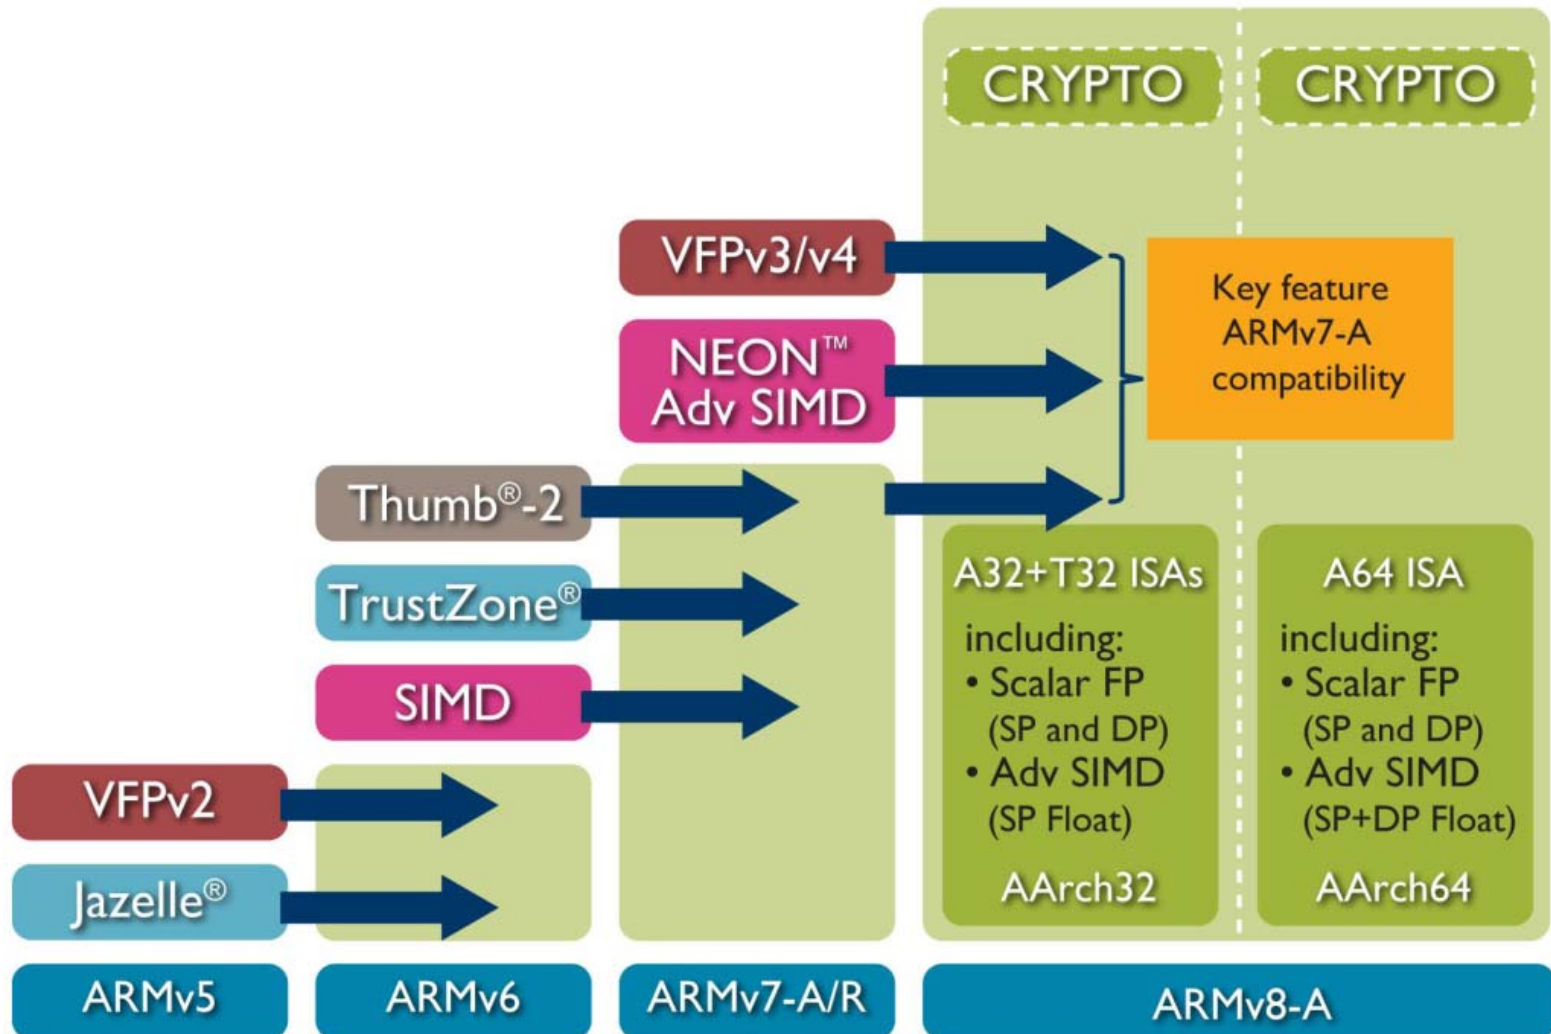 CRYPTO
CRYPTO
VFPv3/v4
Key feature
ARMv7-A
compatibility
NEON™
Adv SIMD
Thumb®-2
TrustZone®
SIMD
A32+T32 ISAs
including:
• Scalar FP
(SP and DP)
• Adv SIMD
(SP Float)
AArch32
A64 ISA
including:
• Scalar FP
(SP and DP)
• Adv SIMD
(SP+DP Float)
AArch64
VFPv2
Jazelle®
ARMv5
ARMv6
ARMv7-A/R
ARMv8-A